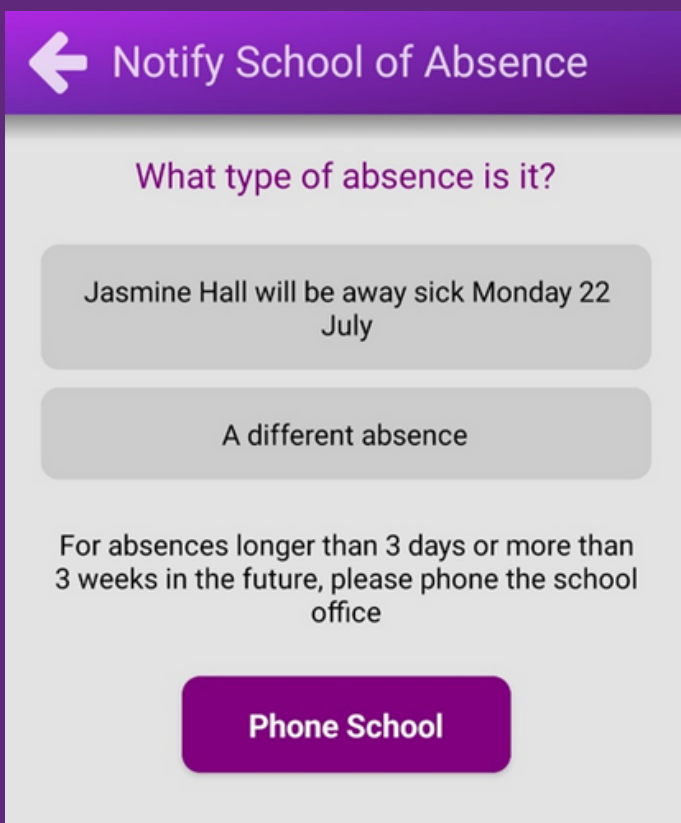 Notify School of Absence
What type of absence is it?
Jasmine Hall will be away sick Monday 22
July
A different absence
For absences longer than 3 days or more than
3 weeks in the future, please phone the school
office
Phone School